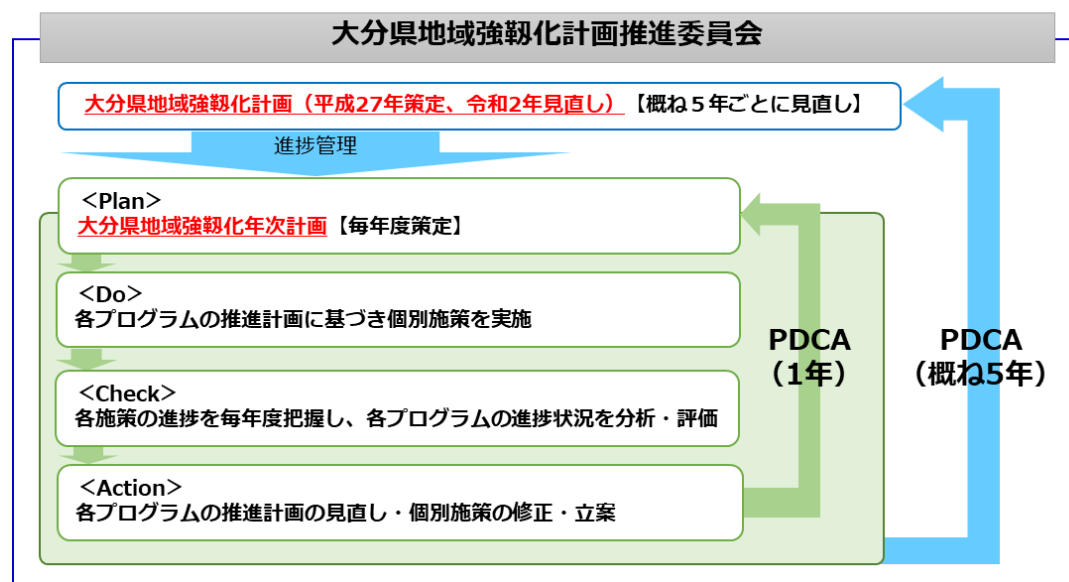 大分県地域強靱化計画推進委員会
大分県地域強靱化計画（平成27年策定、令和2年見直し）【概ね５年ごとに見直し】
進捗管理
＜Plan＞
大分県地域強靱化年次計画【毎年度策定】
＜Do＞
各プログラムの推進計画に基づき個別施策を実施
＜Check＞
各施策の進捗を毎年度把握し、各プログラムの進捗状況を分析・評価
＜Action＞
各プログラムの推進計画の見直し・個別施策の修正・立案
PDCA
（1年）
PDCA
（概ね5年）